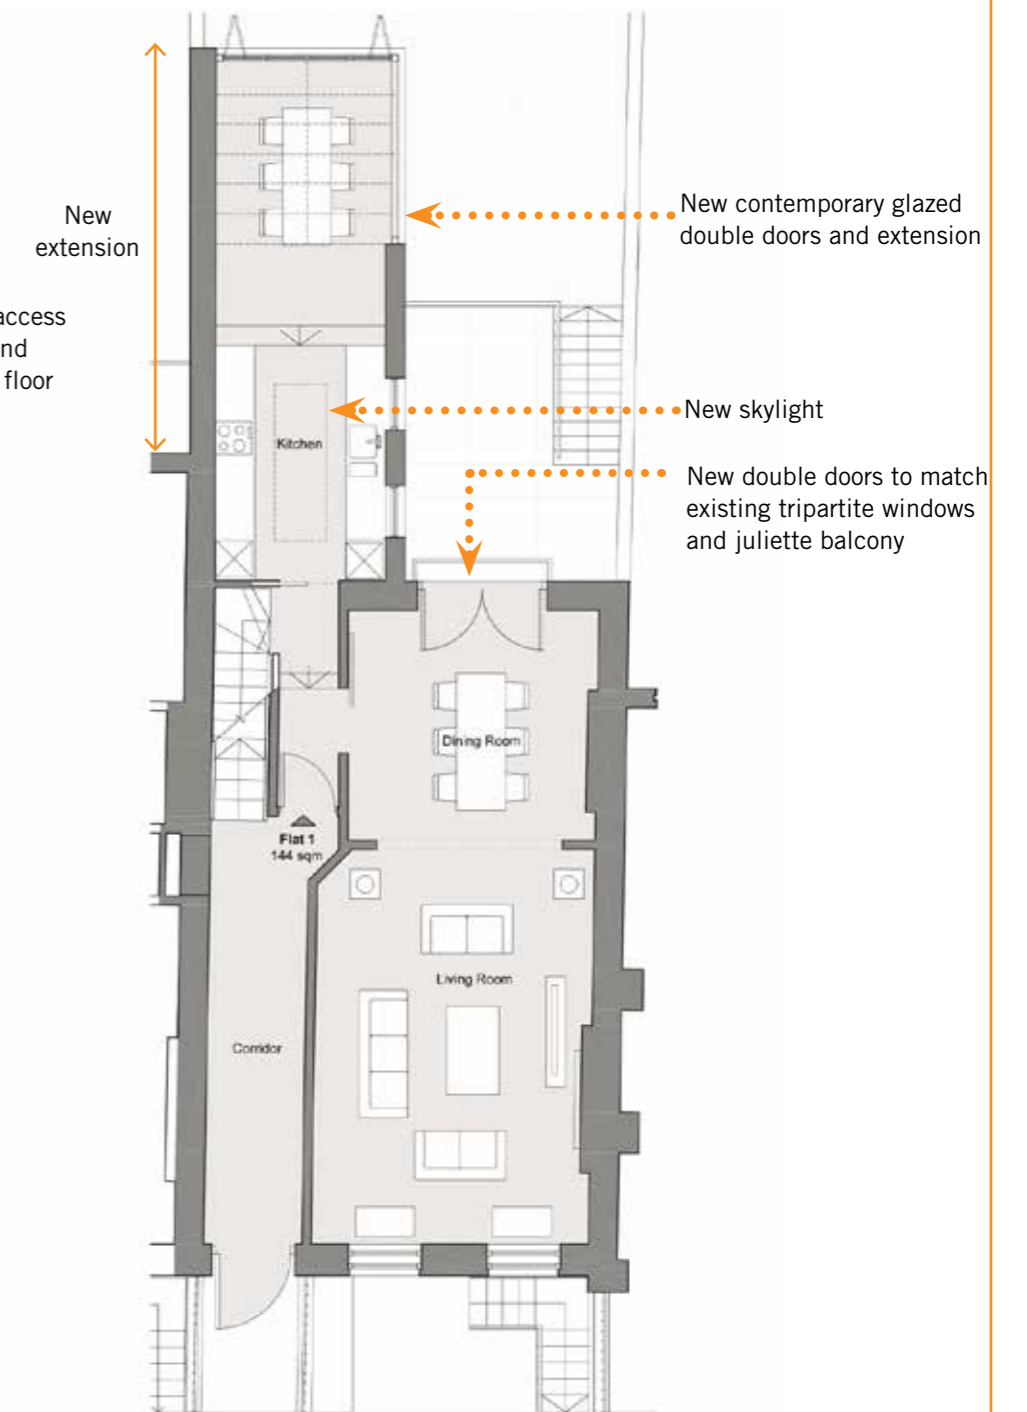 New
extension
access
nd
floor
New contemporary glazed
double doors and extension
Kitchen
New skylight
New double doors to match
existing tripartite windows
and juliette balcony
Dining Room
Flat 1
144 sqm
Living Room
Corridor